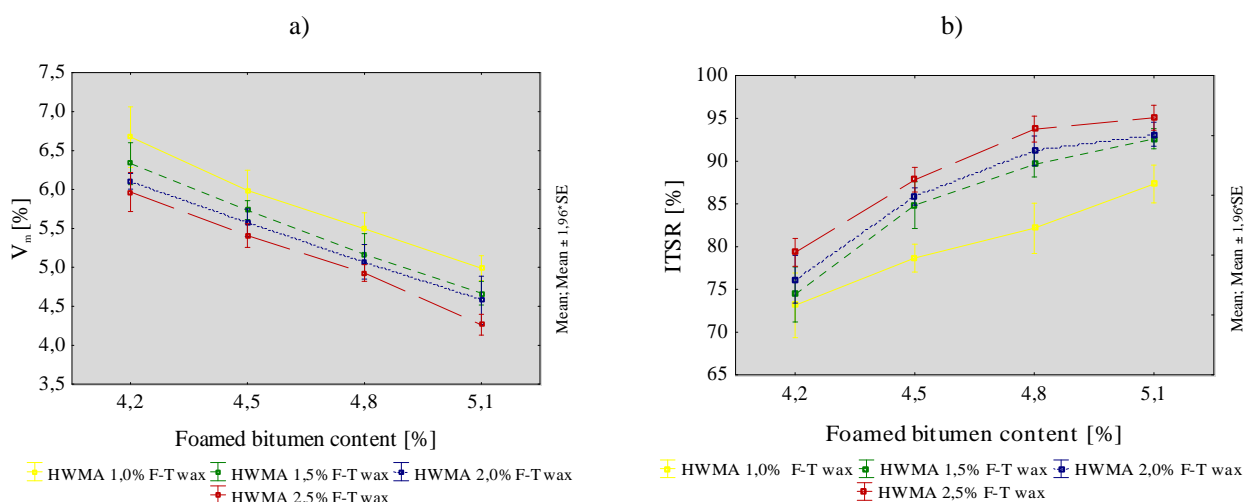 a)
7,5
7,0
6,5
6,0
5,5
5,0
4,5
4,0
3,5
Vm [%]
4,2 4,5 4,8 5,1
Foamed bitumen content [%]
Mean; Mean ± 1,96*SE
HWMA 1,0% F-T wax HWMA 1,5% F-T wax HWMA 2,0% F-T wax
HWMA 2,5% F-T wax
b)
100
95
90
85
80
75
70
65
ITSR [%]
4,2 4,5 4,8 5,1
Foamed bitumen content [%]
Mean; Mean ± 1,96*SE
HWMA 1,0% F-T wax HWMA 1,5% F-T wax HWMA 2,0% F-T wax
HWMA 2,5% F-T wax